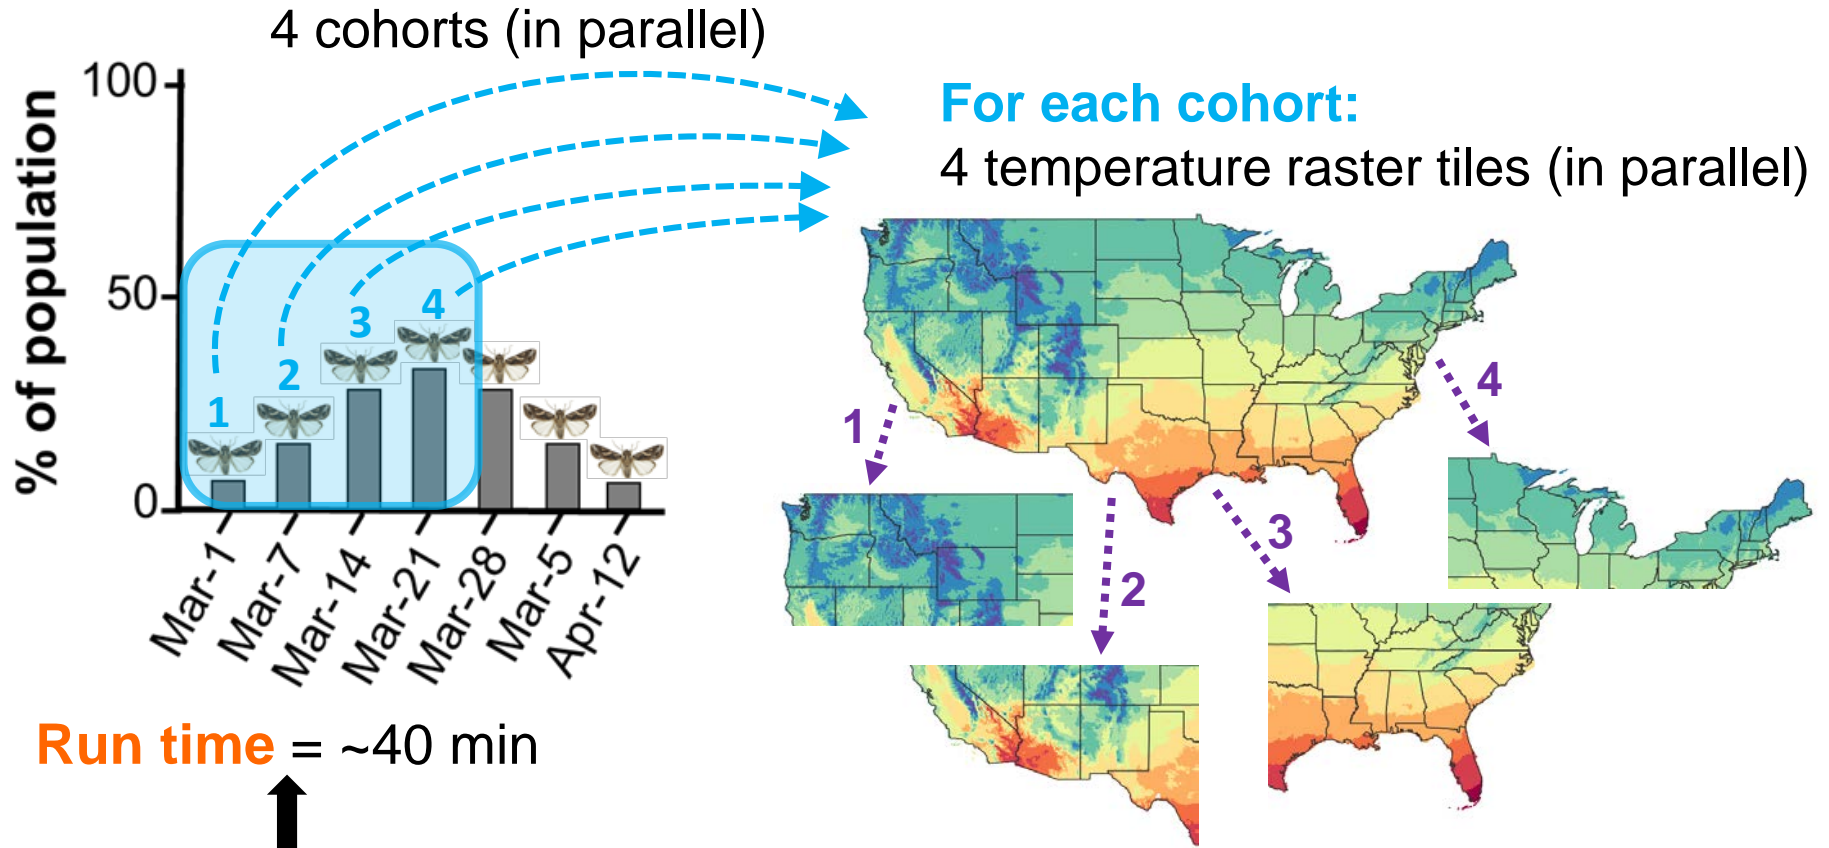 4 cohorts (in parallel)
% of population
100
50
0
1
2
3
4
Mar-1
Mar-7
Mar-14
Mar-21
Mar-28
Mar-5
Apr-12
Run time = ~40 min
For each cohort:
4 temperature raster tiles (in parallel)
1
2
3
4